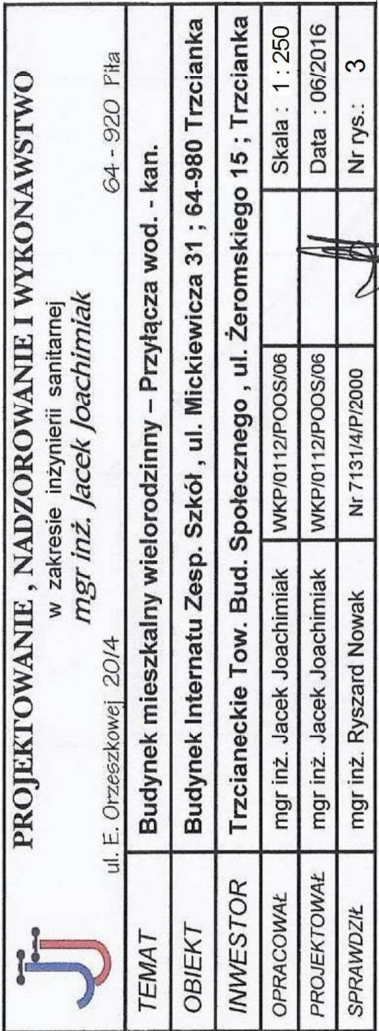 PROJEKTOWANIE , NADZOROWANIE I WYKONAWSTWO
w zakresie inżynierii sanitarnej
mgr inż. Jacek Joachimiak
ul. E. Orzeszkowej 20/4 64 - 920 Piła
TEMAT Budynek mieszkalny wielorodzinny – Przyłącza wod. - kan.
OBIEKT Budynek Internatu Zesp. Szkół , ul. Mickiewicza 31 ; 64-980 Trzcianka
INWESTOR Trzcianeckie Tow. Bud. Społecznego , ul. Żeromskiego 15 ; Trzcianka
OPRACOWAŁ mgr inż. Jacek Joachimiak WKP/0112/POOS/06 Skala : 1 : 250
PROJEKTOWAŁ mgr inż. Jacek Joachimiak WKP/0112/POOS/06 Data : 06/2016
SPRAWDZIŁ mgr inż. Ryszard Nowak Nr 7131/4/P/2000 Nr rys.: 3